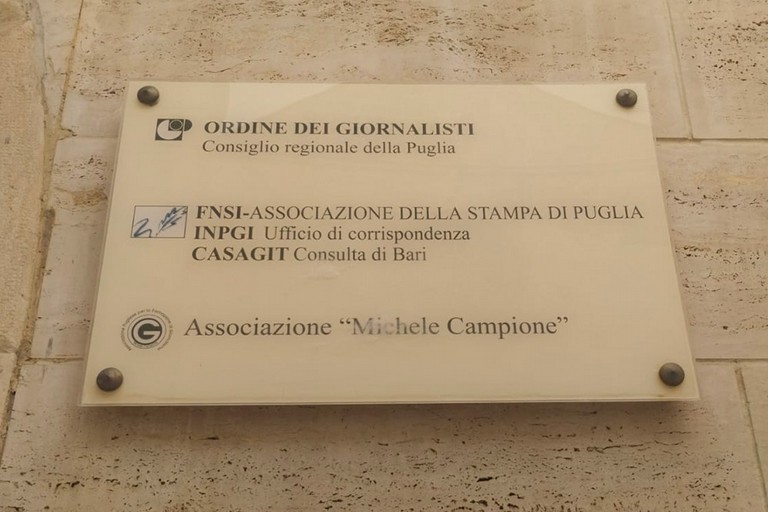 ORDINE DEI GIORNALISTI
Consiglio regionale della Puglia
FNSI-ASSOCIAZIONE DELLA STAMPA DI PUGLIA
INPGI Ufficio di corrispondenza
CASAGIT Consulta di Bari
G
Associazione “Michele Campione”